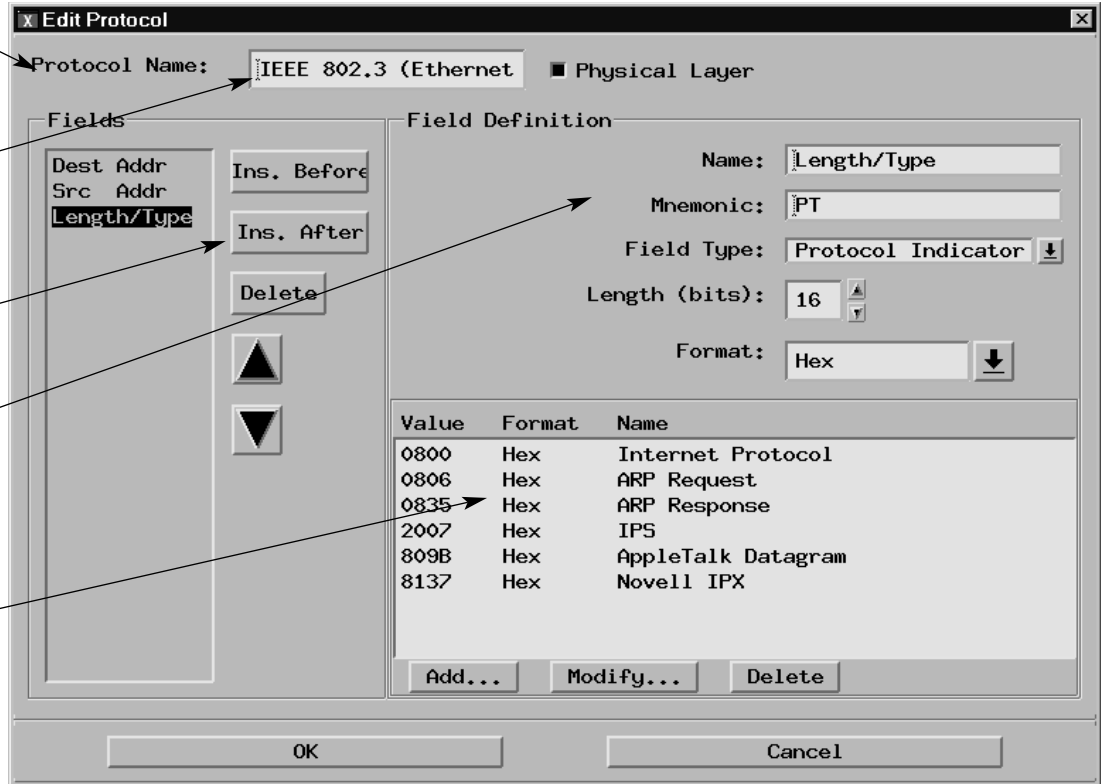 X Edit Protocol X
Protocol Name: IEEE 802.3 (Ethernet Physical Layer
Fields
Dest Addr
Src Addr
Length/Type
Ins. Before
Ins. After
Delete
Field Definition
Name: Length/Type
Mnemonic: PT
Field Type: Protocol Indicator
Length (bits): 16
Format: Hex
Value Format Name
0800 Hex Internet Protocol
0806 Hex ARP Request
0835 Hex ARP Response
2007 Hex IPS
809B Hex AppleTalk Datagram
8137 Hex Novell IPX
Add... Modify... Delete
OK Cancel